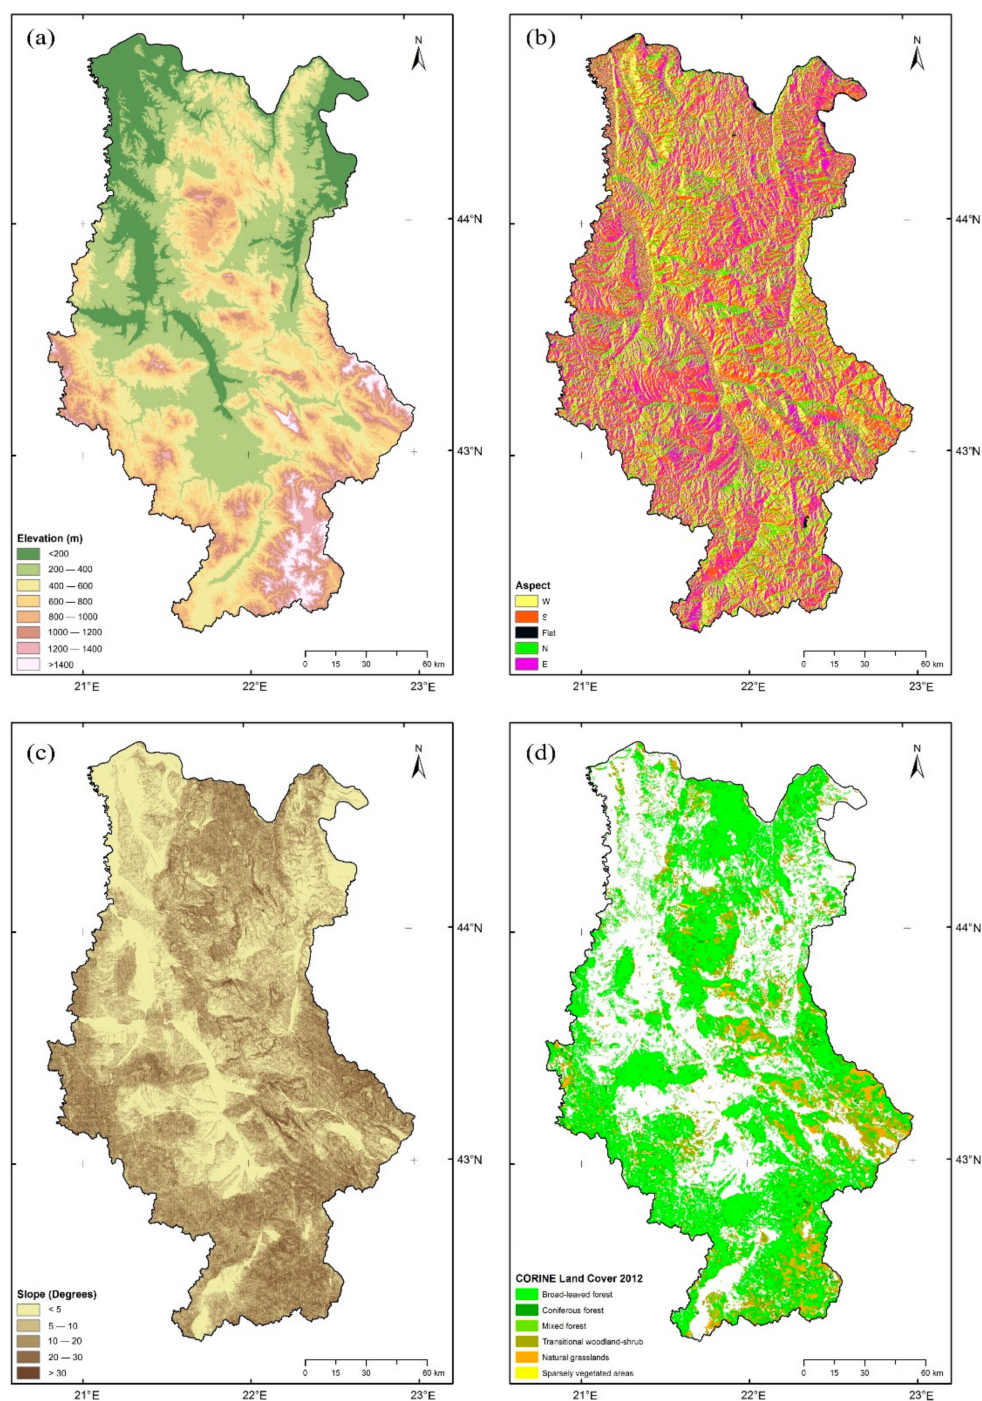 (a)
N
44°N
43°N
Elevation (m)
<200
200 — 400
400 — 600
600 — 800
800 — 1000
1000 — 1200
1200 — 1400
>1400
0 15 30 60 km
21°E 22°E 23°E
(b)
N
44°N
43°N
Aspect
W
S
Flat
N
E
0 15 30 60 km
21°E 22°E 23°E
(c)
N
44°N
43°N
Slope (Degrees)
< 5
5 — 10
10 — 20
20 — 30
> 30
0 15 30 60 km
21°E 22°E 23°E
(d)
N
44°N
43°N
CORINE Land Cover 2012
Broad-leaved forest
Coniferous forest
Mixed forest
Transitional woodland-shrub
Natural grasslands
Sparsely vegetated areas
0 15 30 60 km
21°E 22°E 23°E